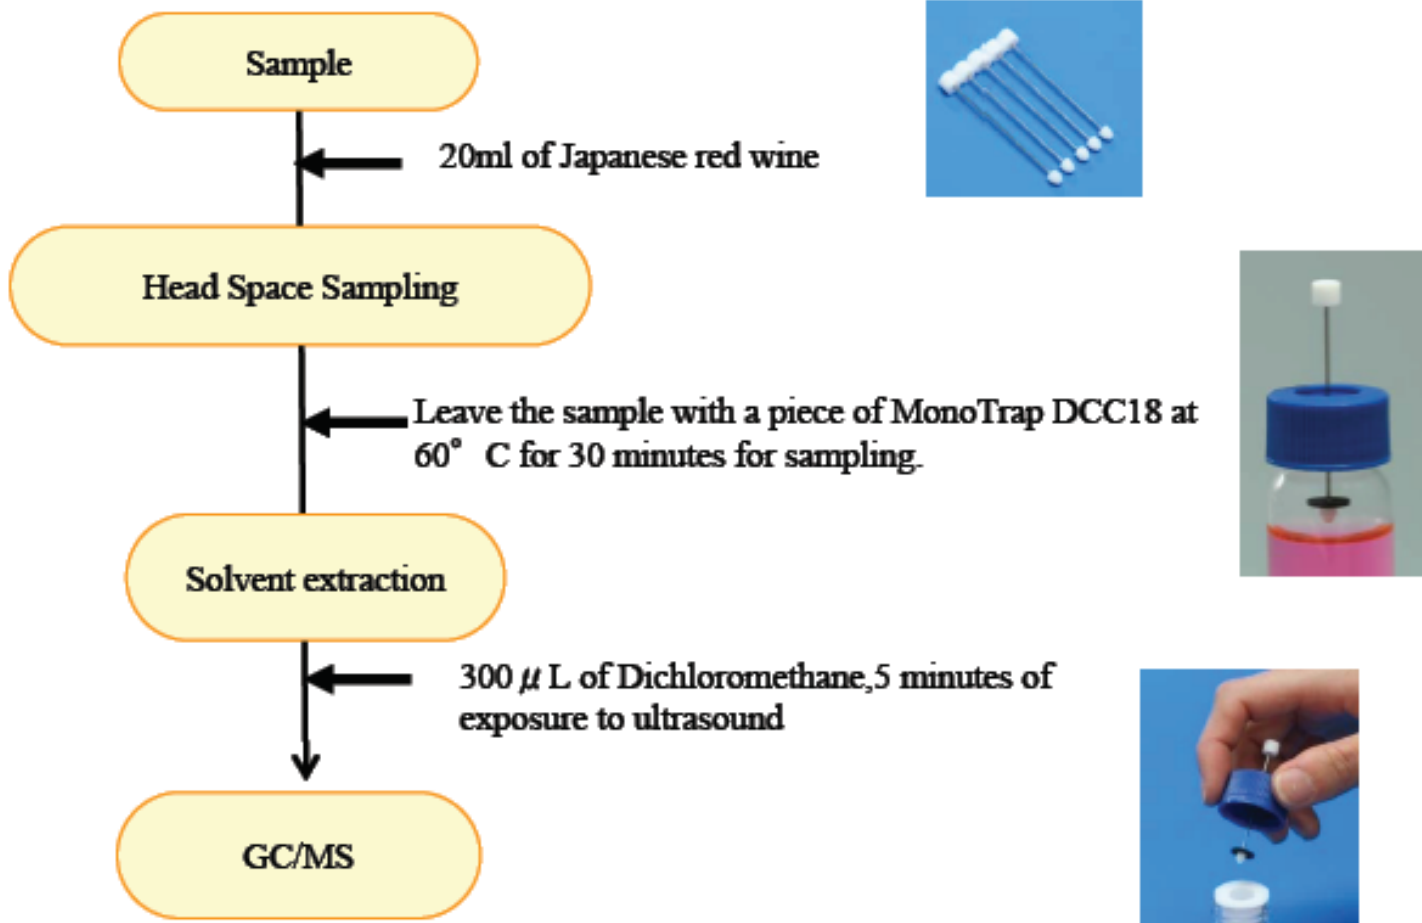 Sample
20ml of Japanese red wine
Head Space Sampling
Leave the sample with a piece of MonoTrap DCC18 at
60° C for 30 minutes for sampling.
Solvent extraction
300 μ L of Dichloromethane,5 minutes of
exposure to ultrasound
GC/MS